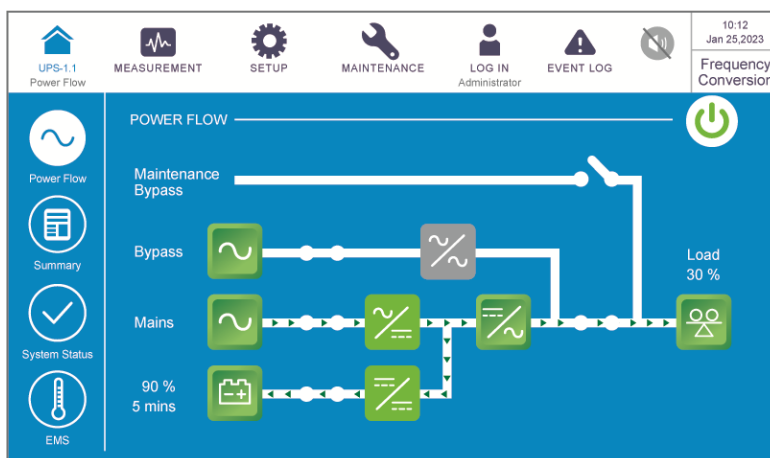 UPS-1.1
Power Flow
MEASUREMENT
SETUP
MAINTENANCE
LOG IN
Administrator
EVENT LOG
10:12
Jan 25,2023
Frequency
Conversion
POWER FLOW
Power Flow
Summary
System Status
EMS
Maintenance
Bypass
Bypass
Mains
90 %
5 mins
Load
30 %